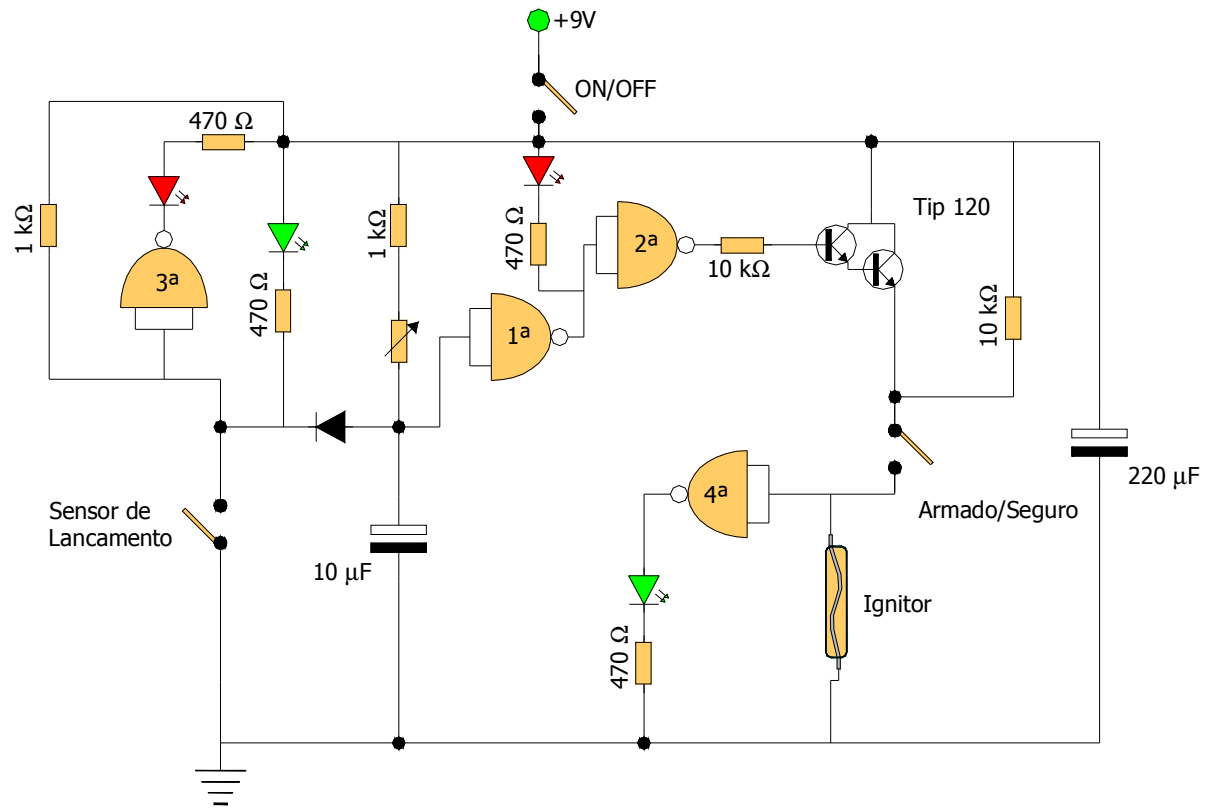 +9V
ON/OFF
470 Ω
1 kΩ
3ª
470 Ω
1 kΩ
470 Ω
2ª
1ª
10 kΩ
Tip 120
10 kΩ
Sensor de
Lancamento
10 µF
4ª
Armado/Seguro
220 µF
470 Ω
Ignitor